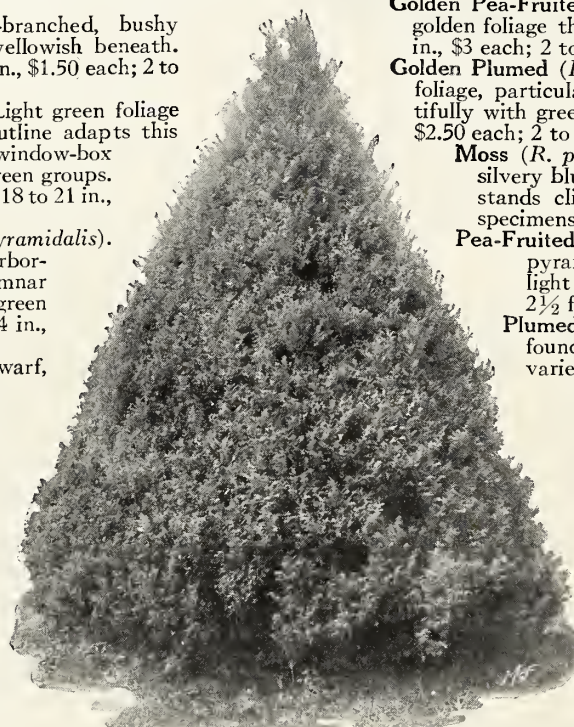 -branched, bushy
yellowish beneath.
n., $1.50 each; 2 to
Light green foliage
utline adapts this
window-box
reen groups.
18 to 21 in.,
yramidalis).
rbor-
mnar
green
4 in.,
warf,
Golden Pea-Fruite
golden foliage th
in., $3 each; 2 to
Golden Plumed (R
foliage, particula
tifully with gree
$2.50 each; 2 to
Moss (R. p
silvery blu
stands cli
specimens
Pea-Fruited
pyra
light
2½ f
Plumed
found
varie